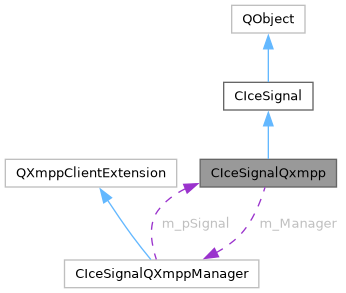 QObject
CIceSignal
QXmppClientExtension
CIceSignalQxmpp
m_pSignal
m_Manager
CIceSignalQXmppManager